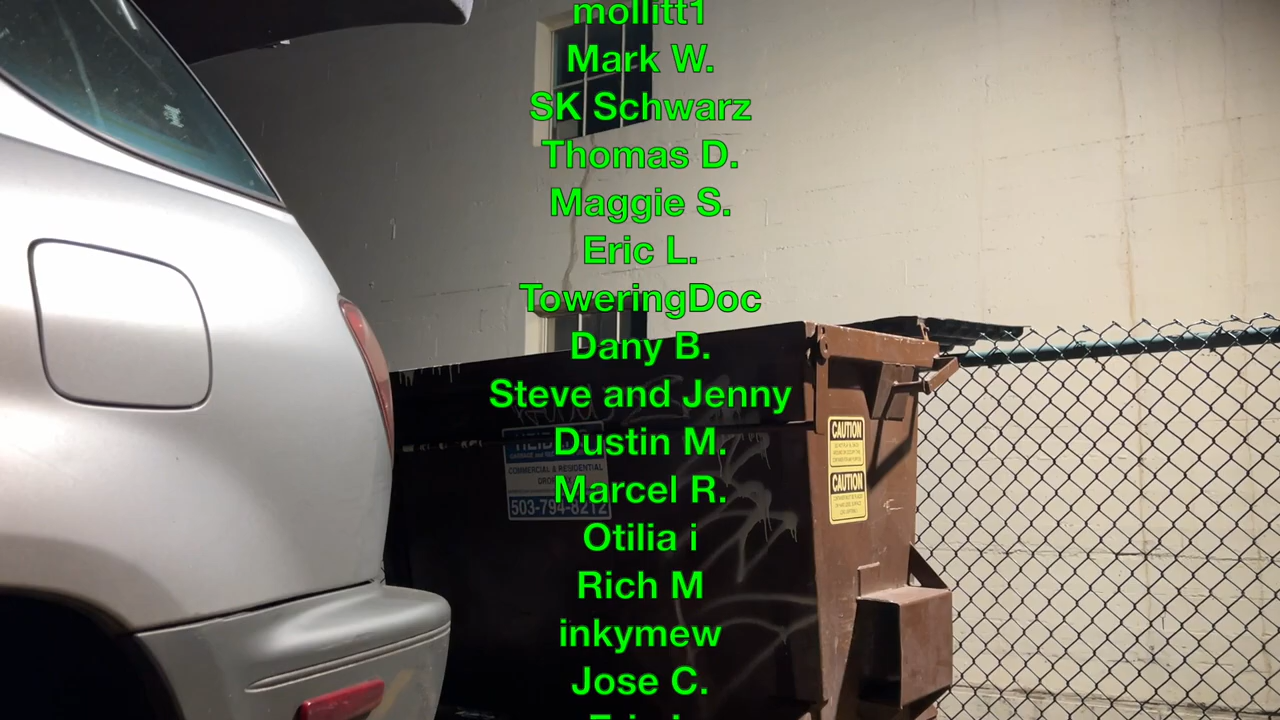 mollitt1
Mark W.
SK Schwarz
Thomas D.
Maggie S.
Eric L.
ToweringDoc
Dany B.
Steve and Jenny
Dustin M.
Marcel R.
Otilia i
Rich M
inkymew
Jose C.
COMMERCIAL & RESIDENTIAL
503-794-8212
CAUTION
CAUTION